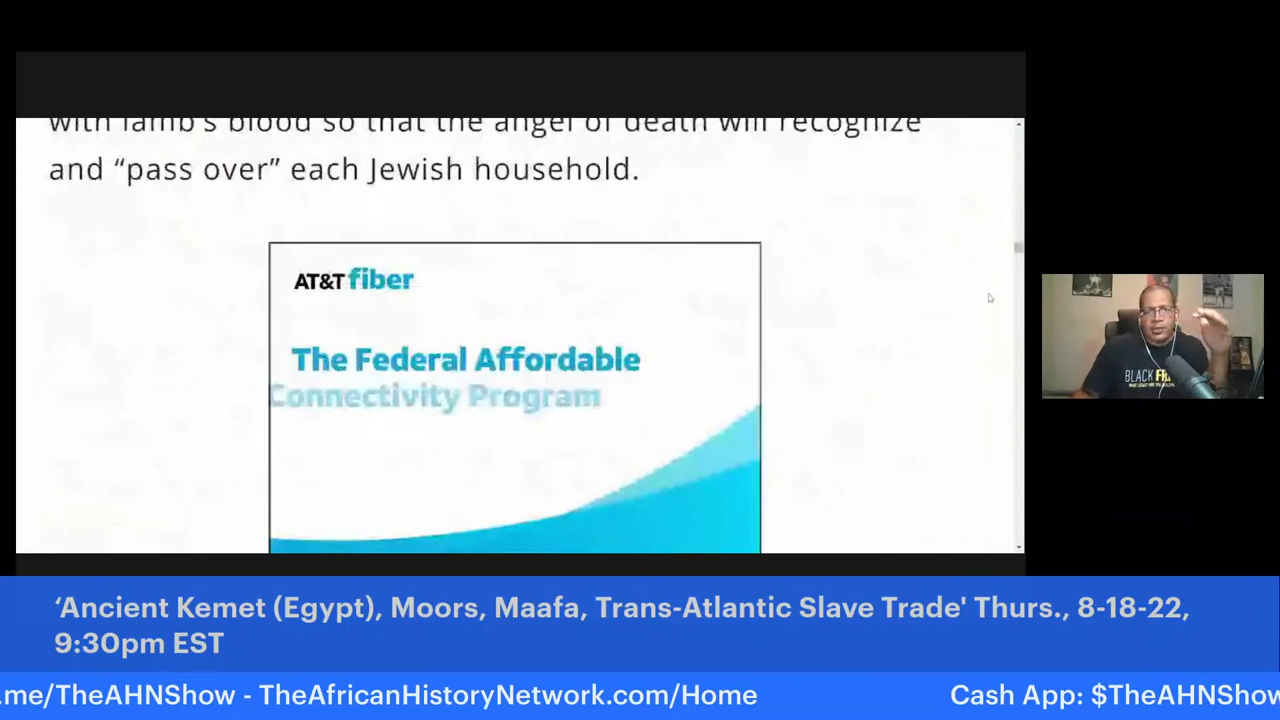 with lamb's blood so that the angel of death will recognize
and “pass over” each Jewish household.
AT&T fiber
The Federal Affordable
Connectivity Program
BLACK
‘Ancient Kemet (Egypt), Moors, Maafa, Trans-Atlantic Slave Trade' Thurs., 8-18-22,
9:30pm EST
.me/TheAHNShow - TheAfricanHistoryNetwork.com/Home
Cash App: $TheAHNShow